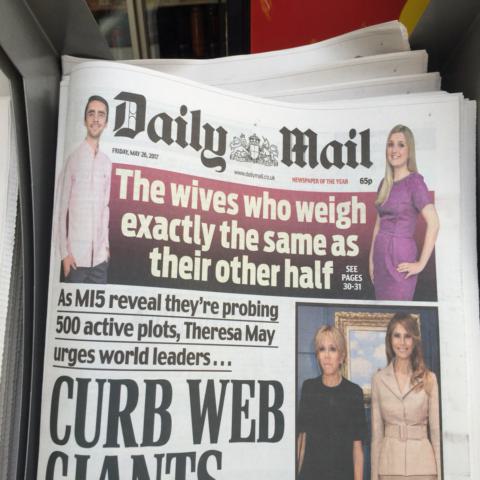 Daily Mail
FRIDAY, MAY 26, 2017
www.dailymail.co.uk
NEWSPAPER OF THE YEAR
65p
The wives who weigh
exactly the same as
their other half
SEE
PAGES
30-31
As MI5 reveal they're probing
500 active plots, Theresa May
urges world leaders...
CURB WEB
GIANTS